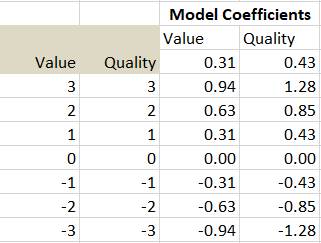 Model Coefficients
Value Quality
Value Quality 0.31 0.43
3 3 0.94 1.28
2 2 0.63 0.85
1 1 0.31 0.43
0 0 0.00 0.00
-1 -1 -0.31 -0.43
-2 -2 -0.63 -0.85
-3 -3 -0.94 -1.28